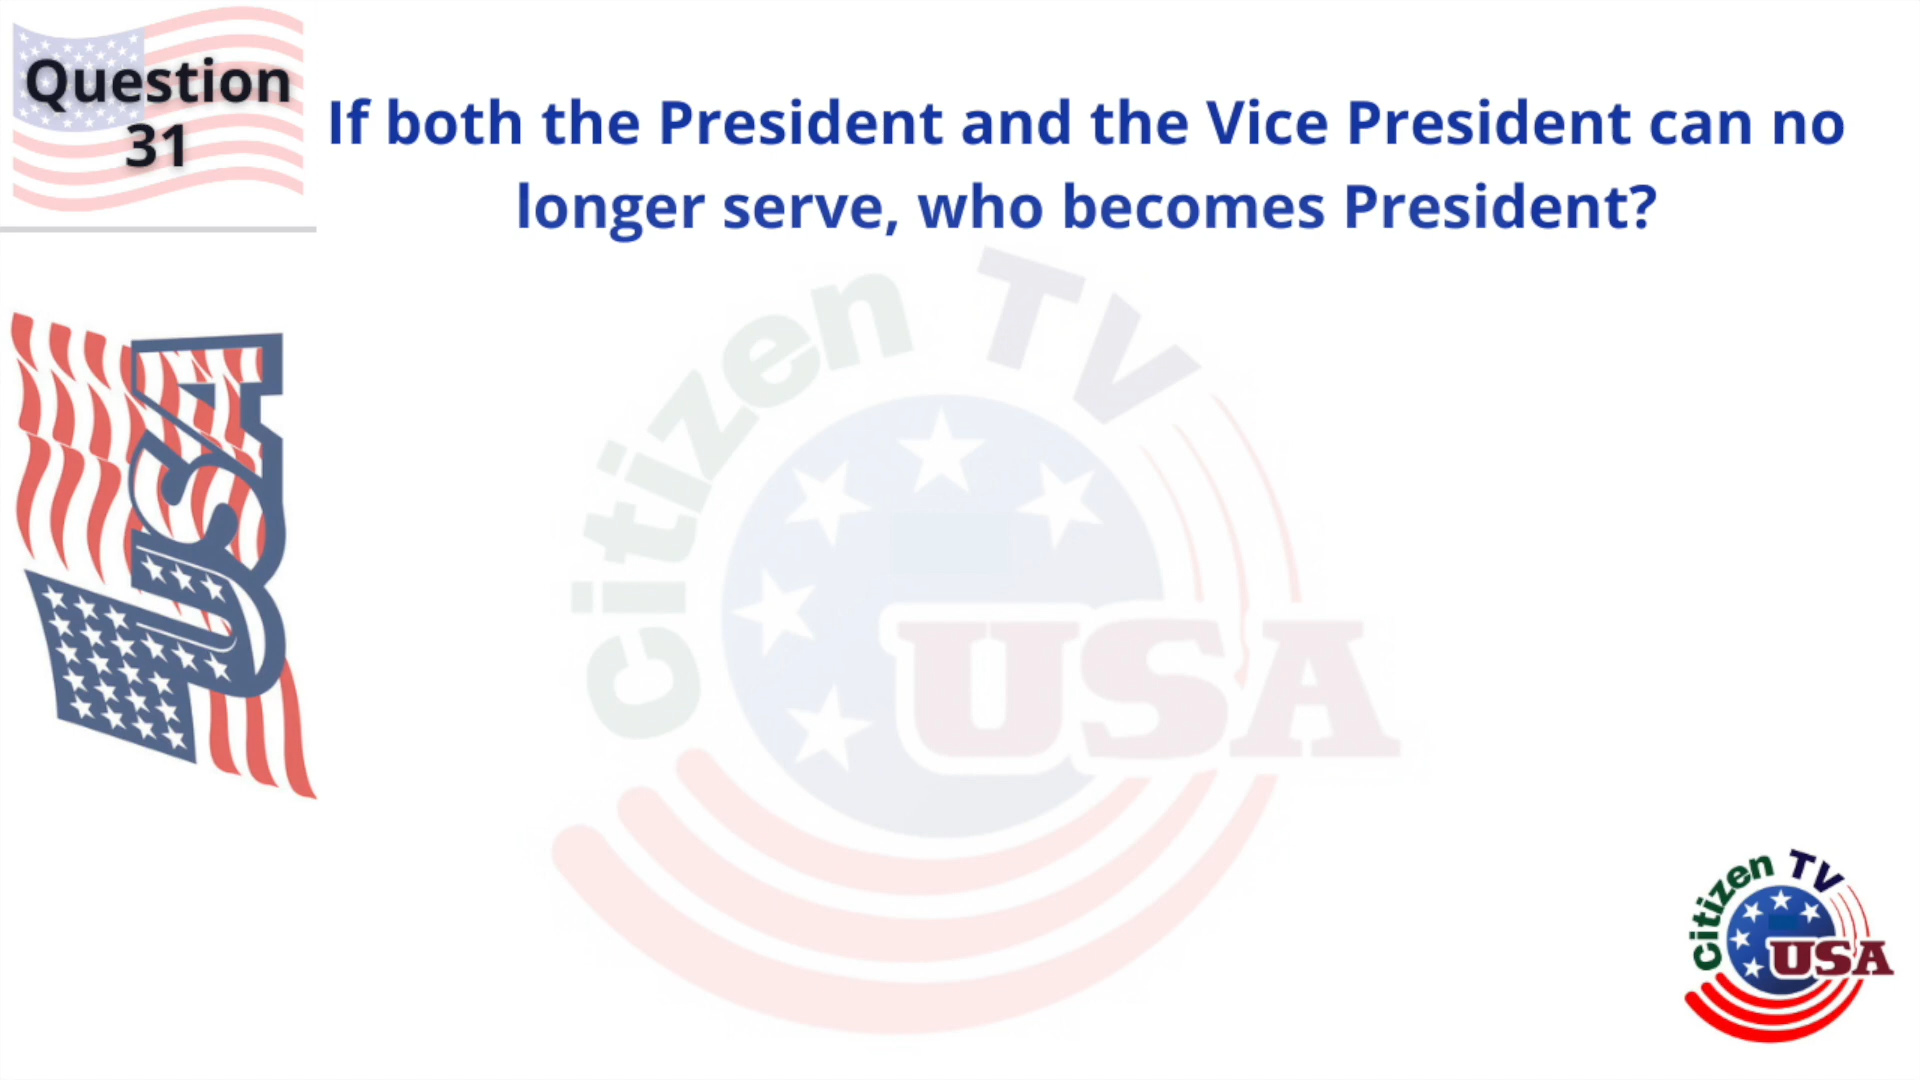 Question
31
If both the President and the Vice President can no
longer serve, who becomes President?
USA
Citizen TV
USA
Citizen TV
USA